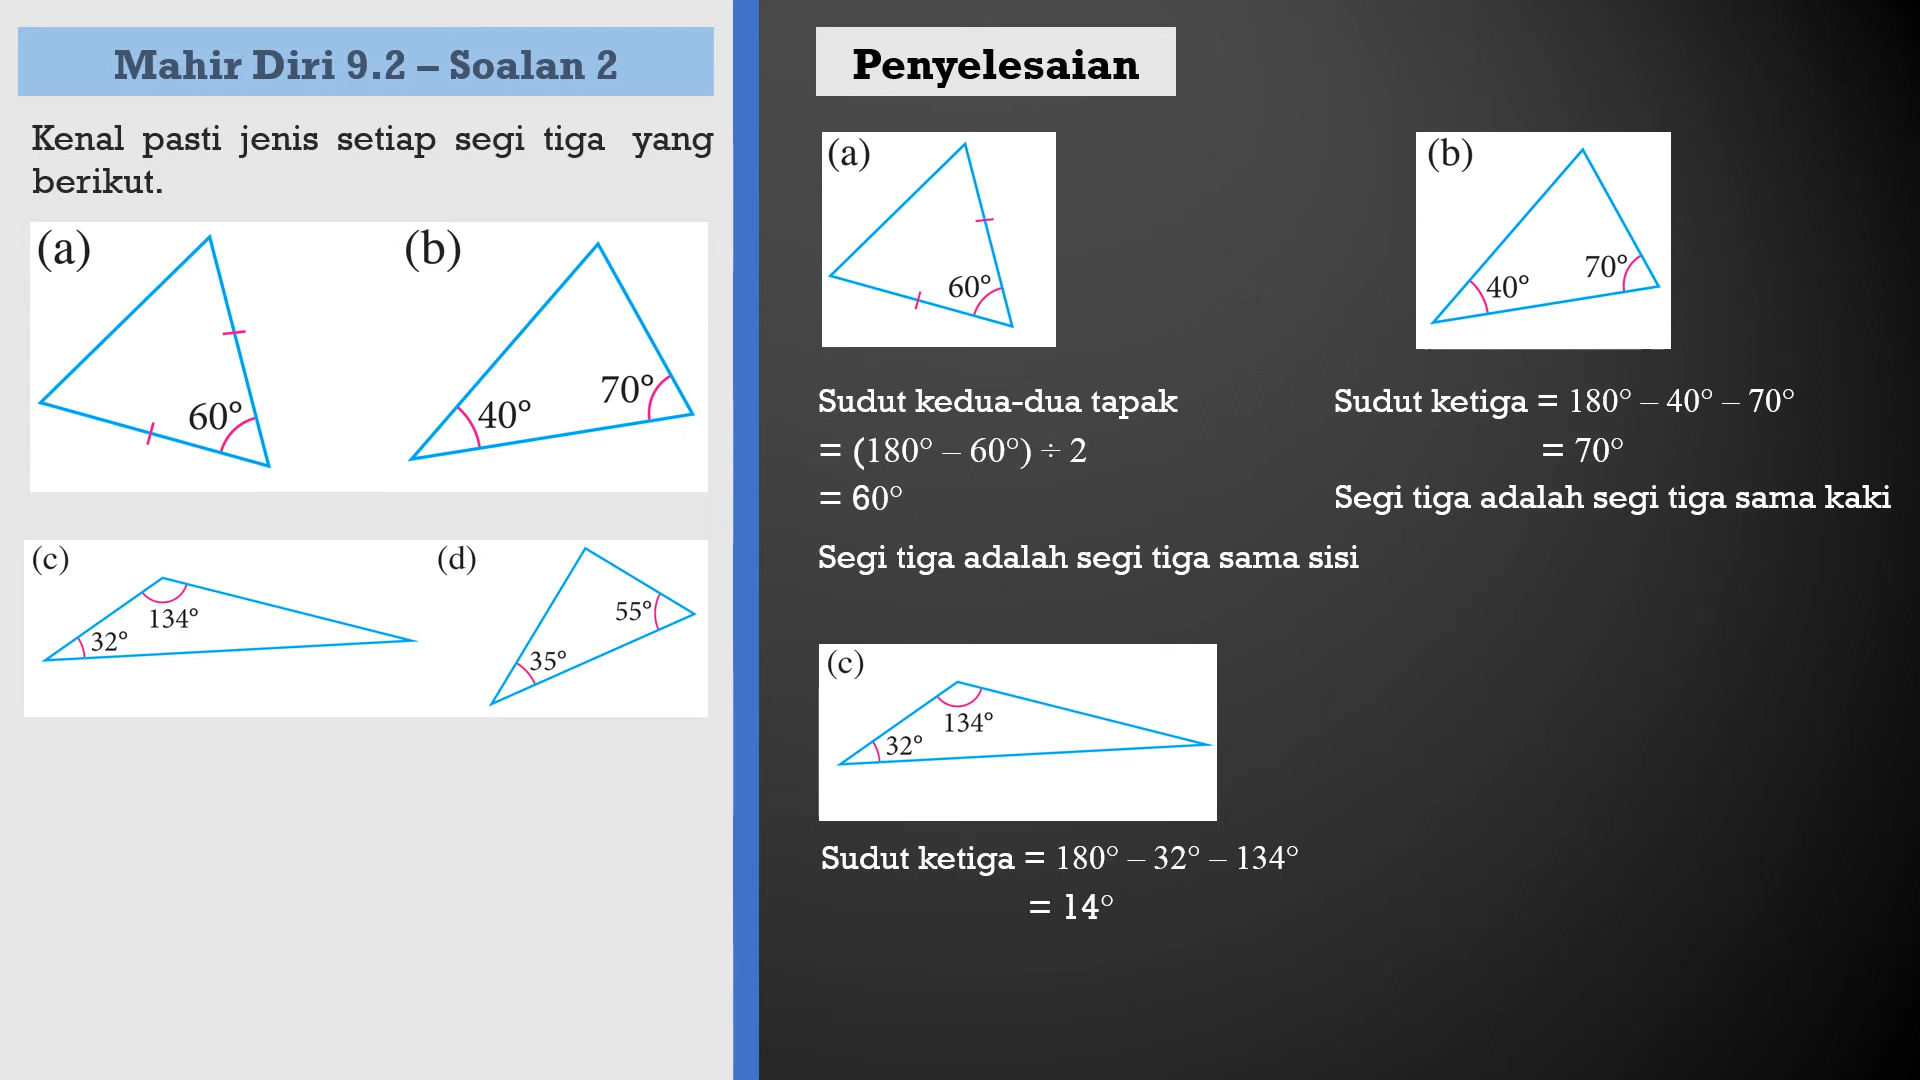 Mahir Diri 9.2 – Soalan 2
Kenal pasti jenis setiap segi tiga yang
berikut.
(a)
60°
(b)
40°
70°
(c)
32°
134°
(d)
35°
55°
Penyelesaian
(a)
60°
Sudut kedua-dua tapak
= (180° – 60°) ÷ 2
= 60°
Segi tiga adalah segi tiga sama sisi
(b)
40°
70°
Sudut ketiga = 180° – 40° – 70°
= 70°
Segi tiga adalah segi tiga sama kaki
(c)
32°
134°
Sudut ketiga = 180° – 32° – 134°
= 14°